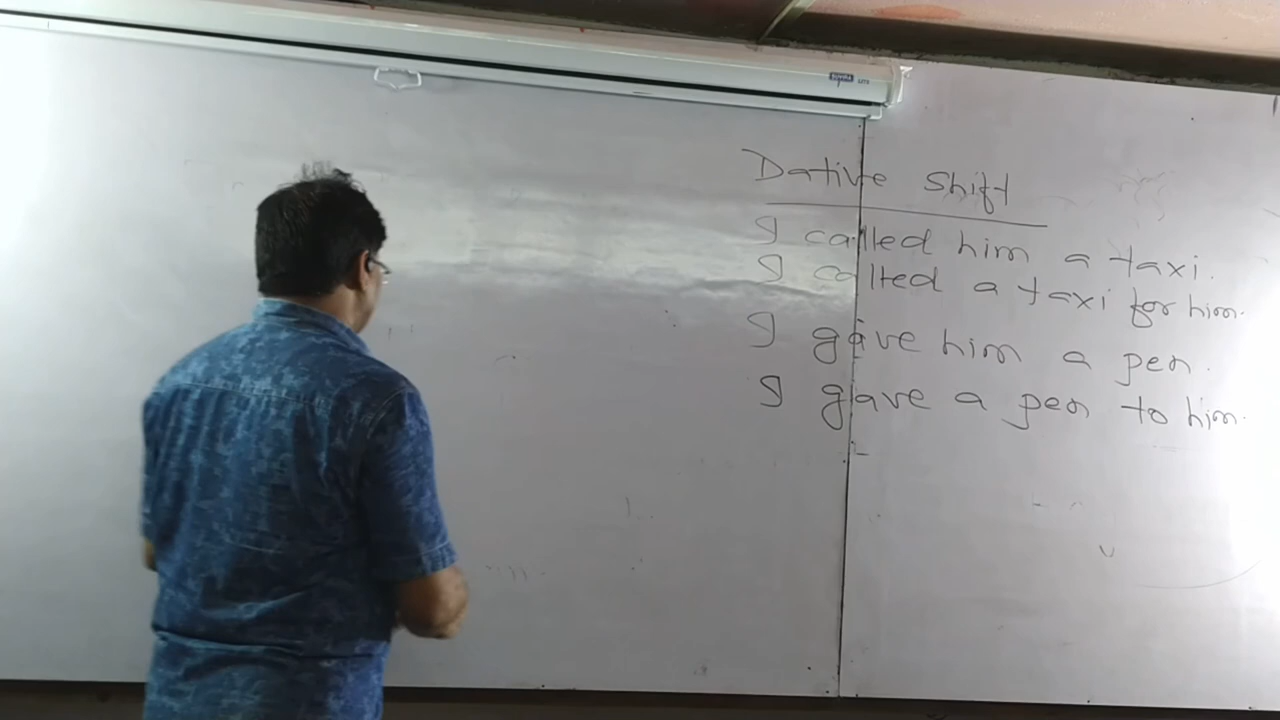 Dative Shift
I called him a taxi.
I called a taxi for him.
I gave him a pen.
I gave a pen to him.